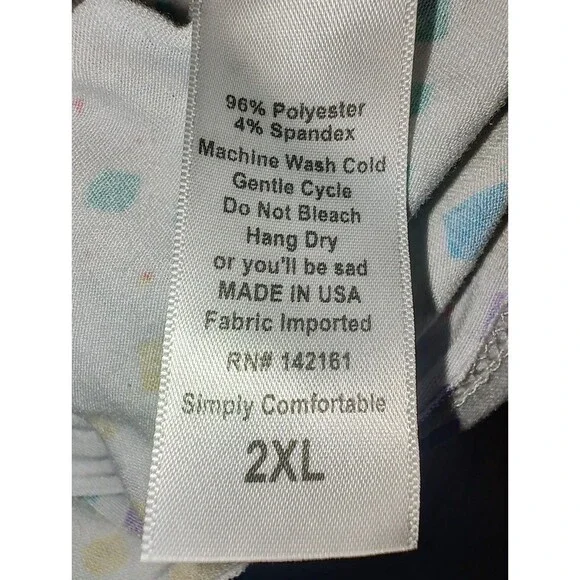 96% Polyester
4% Spandex
Machine Wash Cold
Gentle Cycle
Do Not Bleach
Hang Dry
or you'll be sad
MADE IN USA
Fabric Imported
RN# 142161
Simply Comfortable
2XL